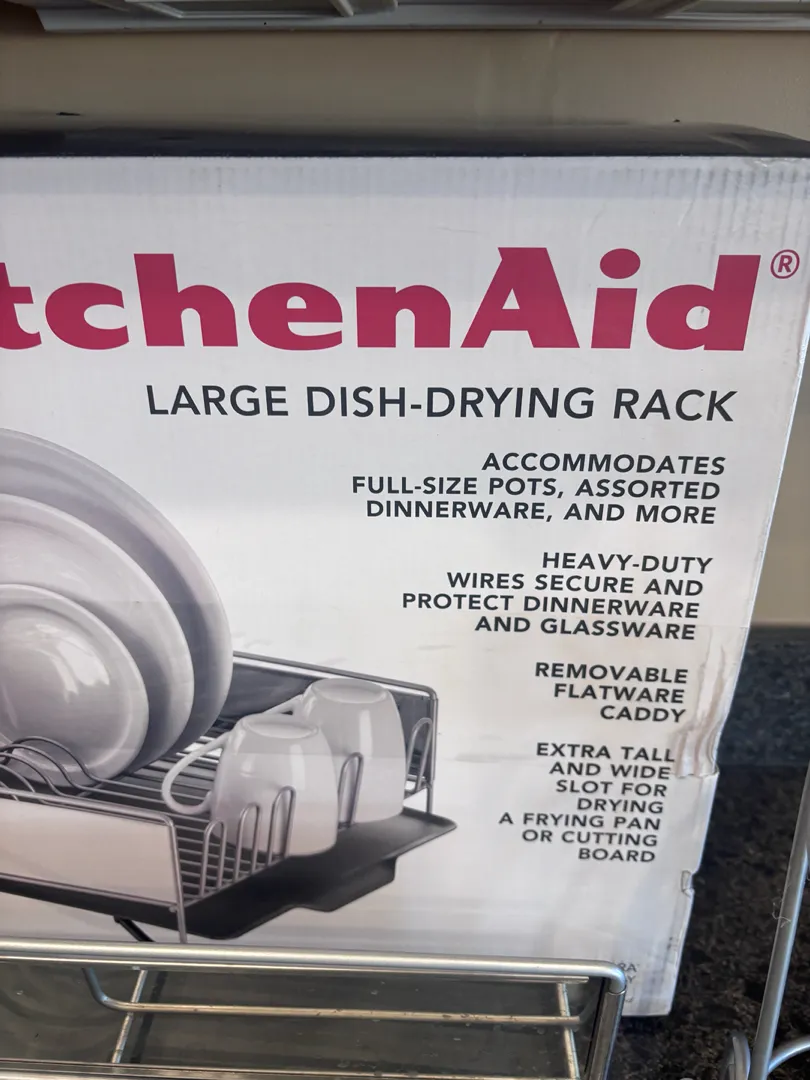 tchenAid®
LARGE DISH-DRYING RACK
ACCOMMODATES
FULL-SIZE POTS, ASSORTED
DINNERWARE, AND MORE
HEAVY-DUTY
WIRES SECURE AND
PROTECT DINNERWARE
AND GLASSWARE
REMOVABLE
FLATWARE
CADDY
EXTRA TALL
AND WIDE
SLOT FOR
DRYING
A FRYING PAN
OR CUTTING
BOARD